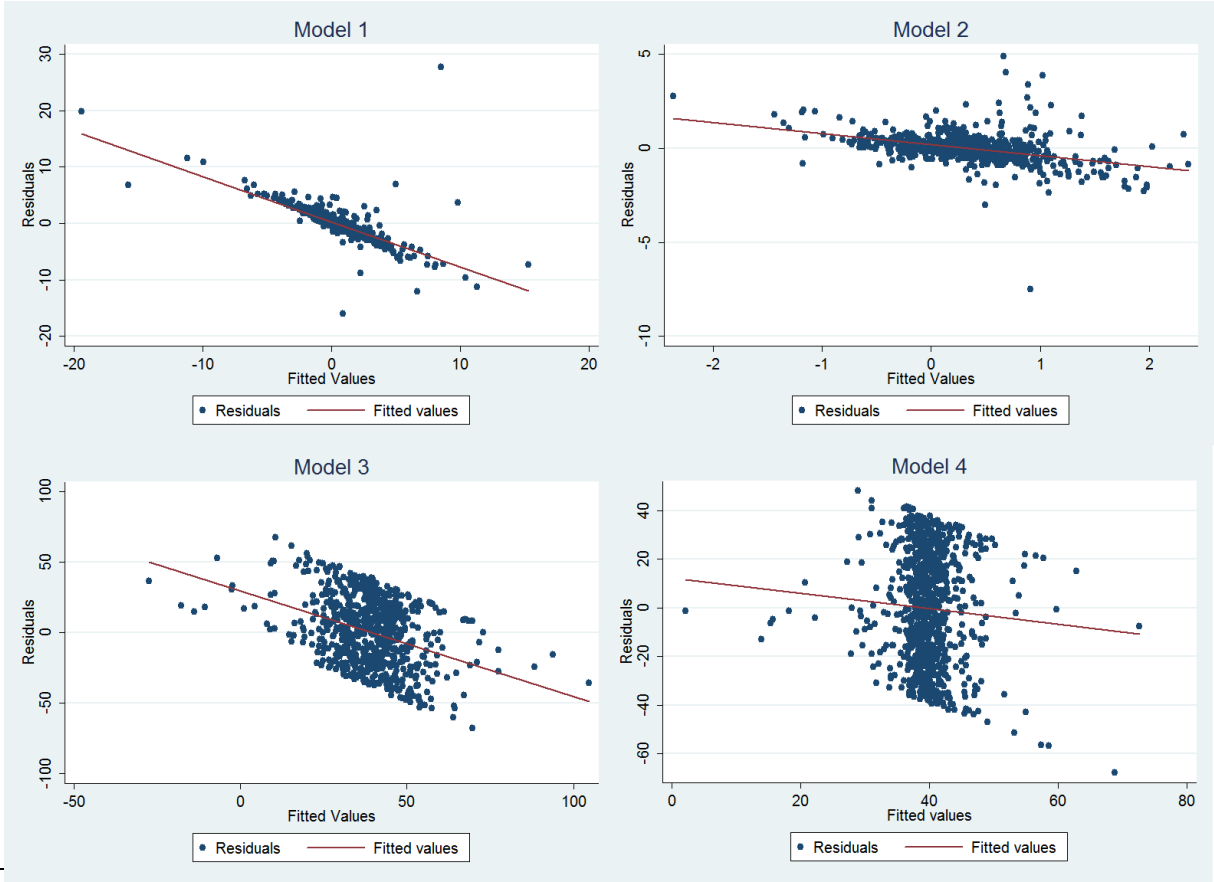 Model 1
Residuals
30
20
10
0
-10
-20
-20 -10 0 10 20
Fitted Values
Residuals Fitted values
Model 2
Residuals
5
0
-5
-10
-2 -1 0 1 2
Fitted Values
Residuals Fitted values
Model 3
Residuals
100
50
0
-50
-100
-50 0 50 100
Fitted Values
Residuals Fitted values
Model 4
Residuals
40
20
0
-20
-40
-60
0 20 40 60 80
Fitted values
Residuals Fitted values